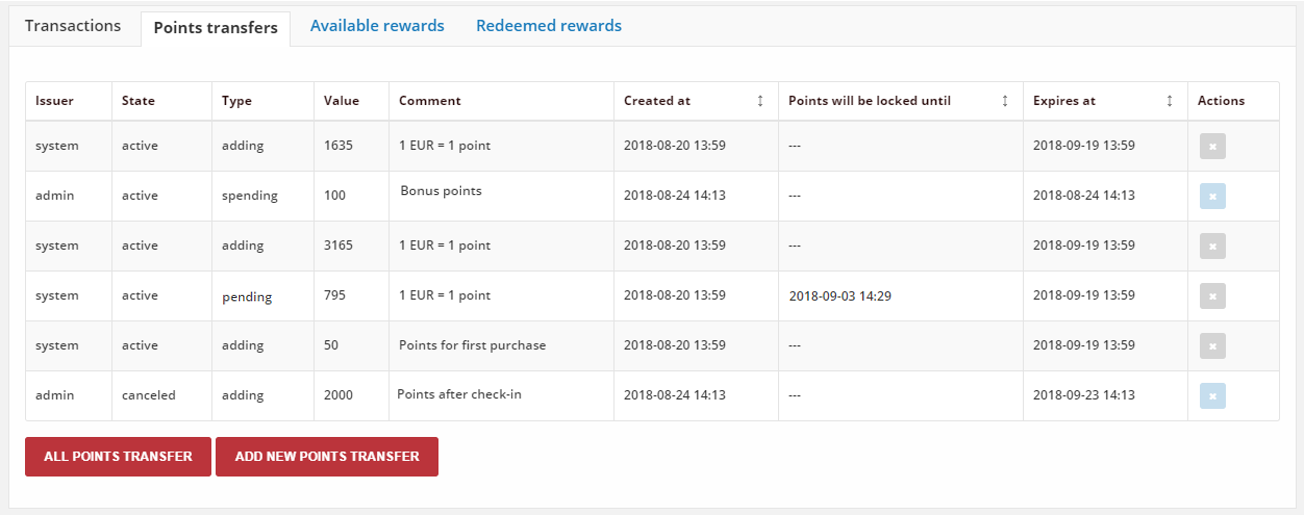 Transactions Points transfers Available rewards Redeemed rewards
Issuer State Type Value Comment Created at Points will be locked until Expires at Actions
system active adding 1635 1 EUR = 1 point 2018-08-20 13:59 --- 2018-09-19 13:59
admin active spending 100 Bonus points 2018-08-24 14:13 --- 2018-08-24 14:13
system active adding 3165 1 EUR = 1 point 2018-08-20 13:59 --- 2018-09-19 13:59
system active pending 795 1 EUR = 1 point 2018-08-20 13:59 2018-09-03 14:29 2018-09-19 13:59
system active adding 50 Points for first purchase 2018-08-20 13:59 --- 2018-09-19 13:59
admin canceled adding 2000 Points after check-in 2018-08-24 14:13 --- 2018-09-23 14:13
ALL POINTS TRANSFER ADD NEW POINTS TRANSFER